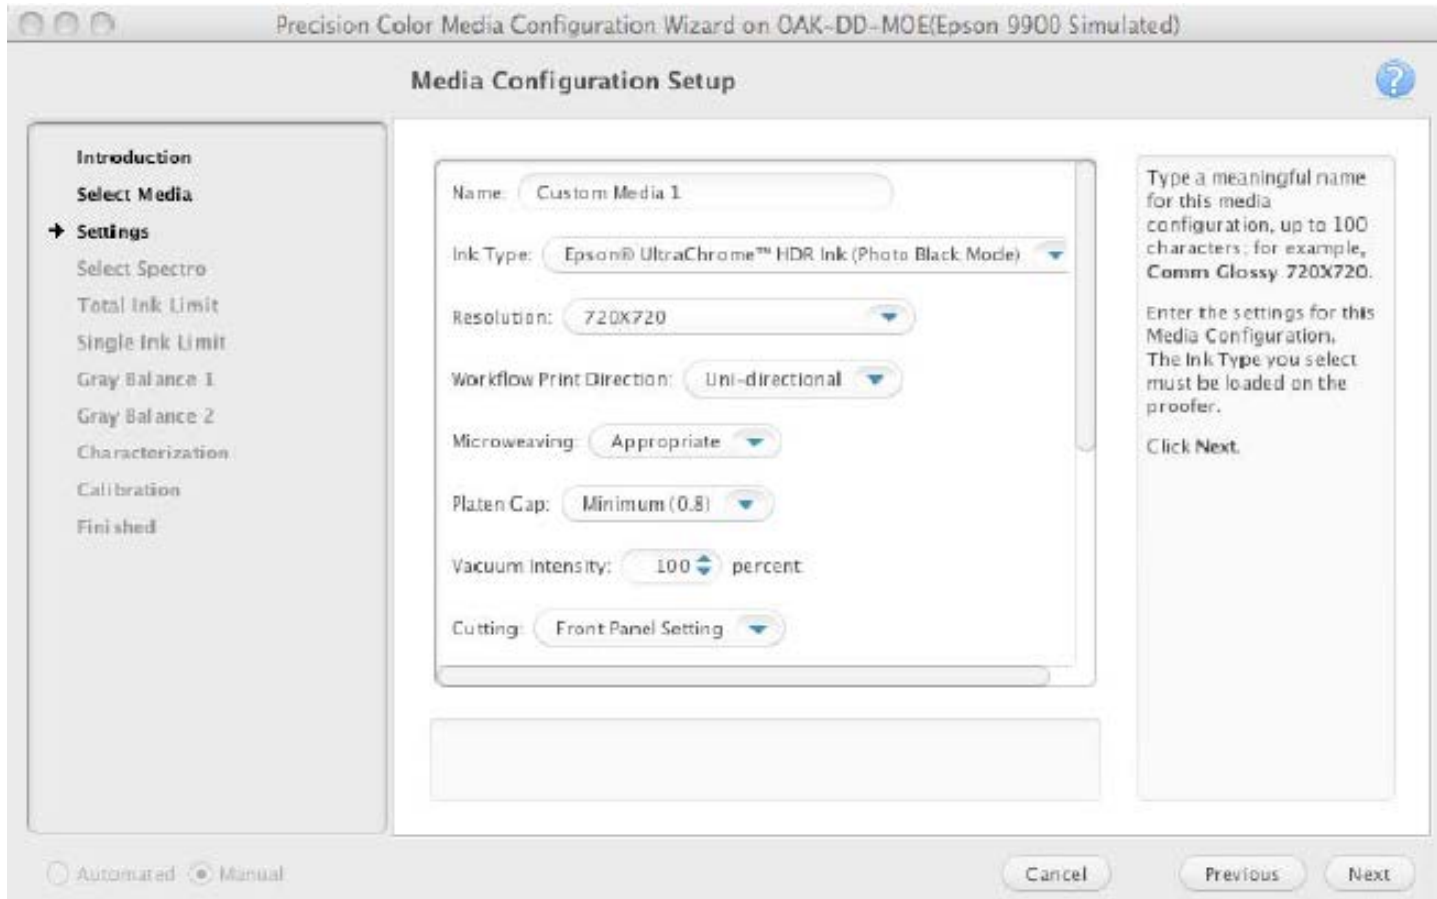 Precision Color Media Configuration Wizard on OAK-DD-MOE(Epson 9900 Simulated)
Media Configuration Setup
?
Introduction
Select Media
Settings
Select Spectro
Total Ink Limit
Single Ink Limit
Gray Balance 1
Gray Balance 2
Characterization
Calibration
Finished
Name: Custom Media 1
Ink Type: Epson® UltraChrome™ HDR Ink (Photo Black Mode)
Resolution: 720X720
Workflow Print Direction: Uni-directional
Microweaving: Appropriate
Platen Gap: Minimum (0.8)
Vacuum Intensity: 100 percent
Cutting: Front Panel Setting
Type a meaningful name
for this media
configuration, up to 100
characters; for example,
Comm Glossy 720X720.
Enter the settings for this
Media Configuration.
The Ink Type you select
must be loaded on the
proofer.
Click Next.
Automated Manual
Cancel Previous Next